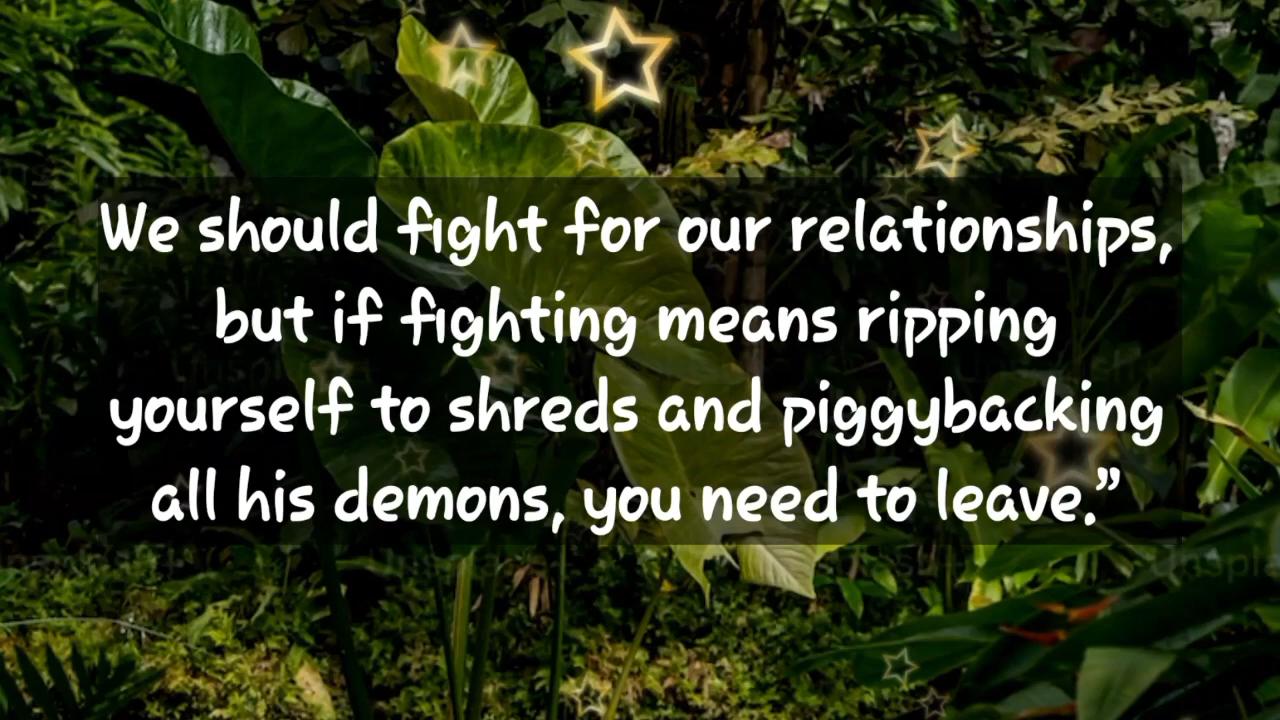 We should fight for our relationships,
but if fighting means ripping
yourself to shreds and piggybacking
all his demons, you need to leave.”